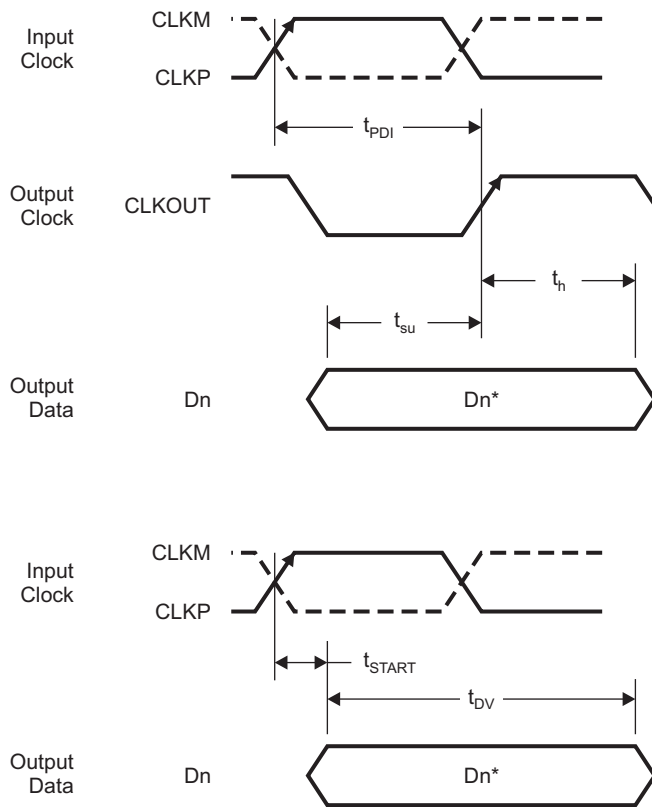 Input
Clock
CLKM
CLKP
tPDI
Output
Clock
CLKOUT
th
tsu
Output
Data
Dn
Dn*
Input
Clock
CLKM
CLKP
tSTART
tDV
Output
Data
Dn
Dn*